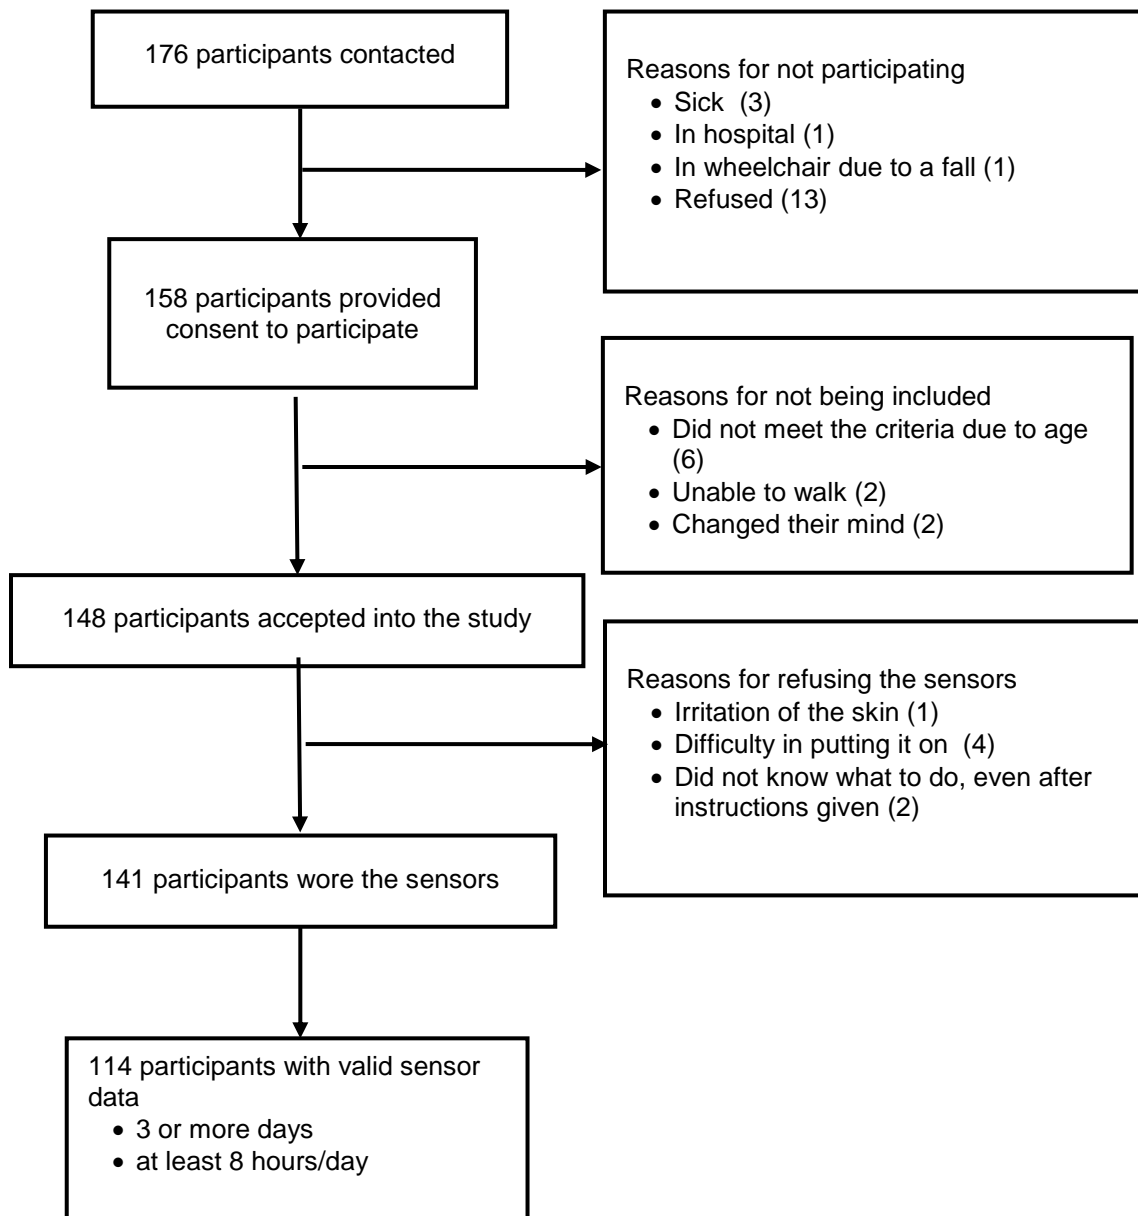 176 participants contacted
Reasons for not participating
• Sick  (3)
• In hospital (1)
• In wheelchair due to a fall (1)
• Refused (13)
158 participants provided
consent to participate
Reasons for not being included
• Did not meet the criteria due to age
(6)
• Unable to walk (2)
• Changed their mind (2)
148 participants accepted into the study
Reasons for refusing the sensors
• Irritation of the skin (1)
• Difficulty in putting it on  (4)
• Did not know what to do, even after
instructions given (2)
141 participants wore the sensors
114 participants with valid sensor
data
• 3 or more days
• at least 8 hours/day